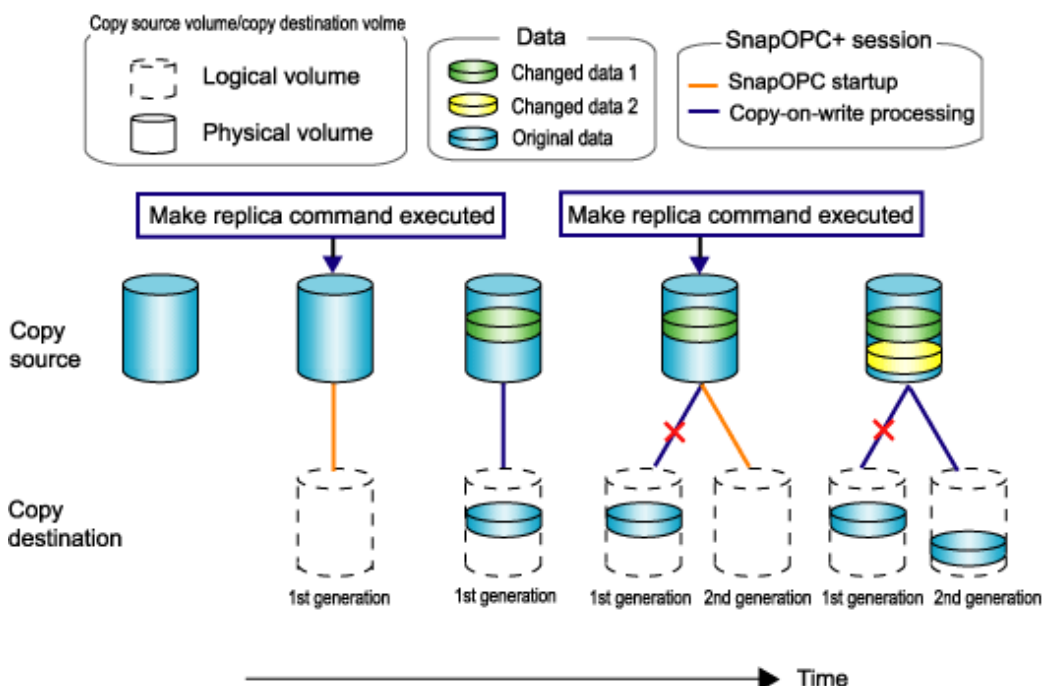 Copy source volume/copy destination volme
Logical volume
Physical volume
Data
Changed data 1
Changed data 2
Original data
SnapOPC+ session
SnapOPC startup
Copy-on-write processing
Make replica command executed
Make replica command executed
Copy
source
Copy
destination
1st generation
1st generation
1st generation
2nd generation
1st generation
2nd generation
Time